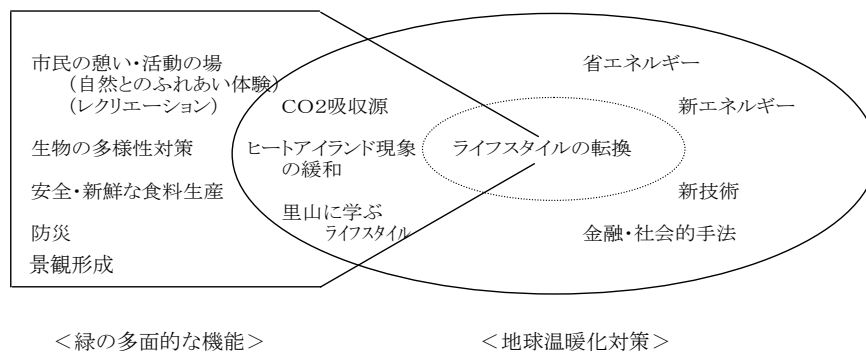 市民の憩い・活動の場
（自然とのふれあい体験）
（レクリエーション）
生物の多様性対策
安全・新鮮な食料生産
防災
景観形成
CO2吸収源
ヒートアイランド現象
の緩和
里山に学ぶ
ライフスタイル
ライフスタイルの転換
省エネルギー
新エネルギー
新技術
金融・社会的手法
＜緑の多面的な機能＞
＜地球温暖化対策＞